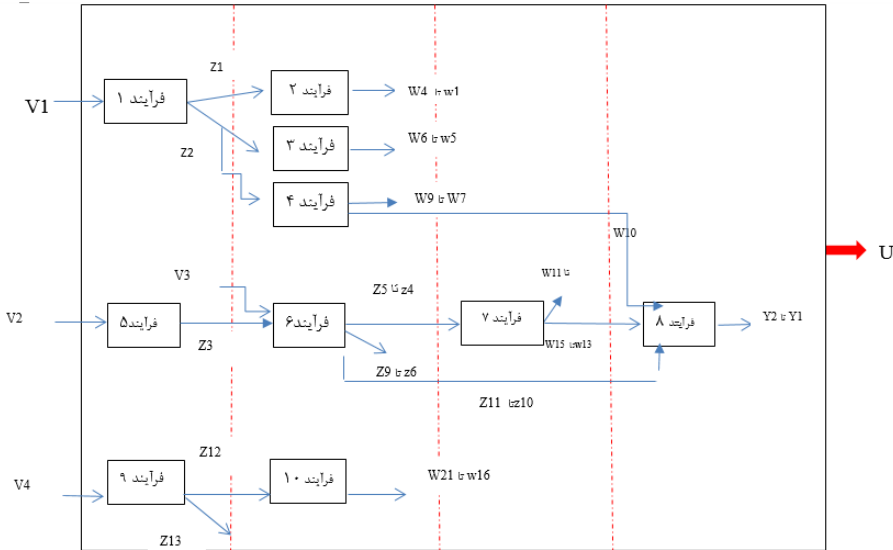 Z1
فرآیند ۱
فرآیند ۲
W4 تا w1
V1
Z2
فرآیند ۳
W6 تا w5
فرآیند ۴
W9 تا W7
W10
U
V3
Z5 تا z4
W11 تا
V2
فرآیند۵
فرآیند۶
فرآیند ۷
فرآیند ۸
Y2 تا Y1
Z3
W15 تا w13
Z9 تا z6
Z11 تا z10
Z12
V4
فرآیند ۹
فرآیند ۱۰
W21 تا w16
Z13